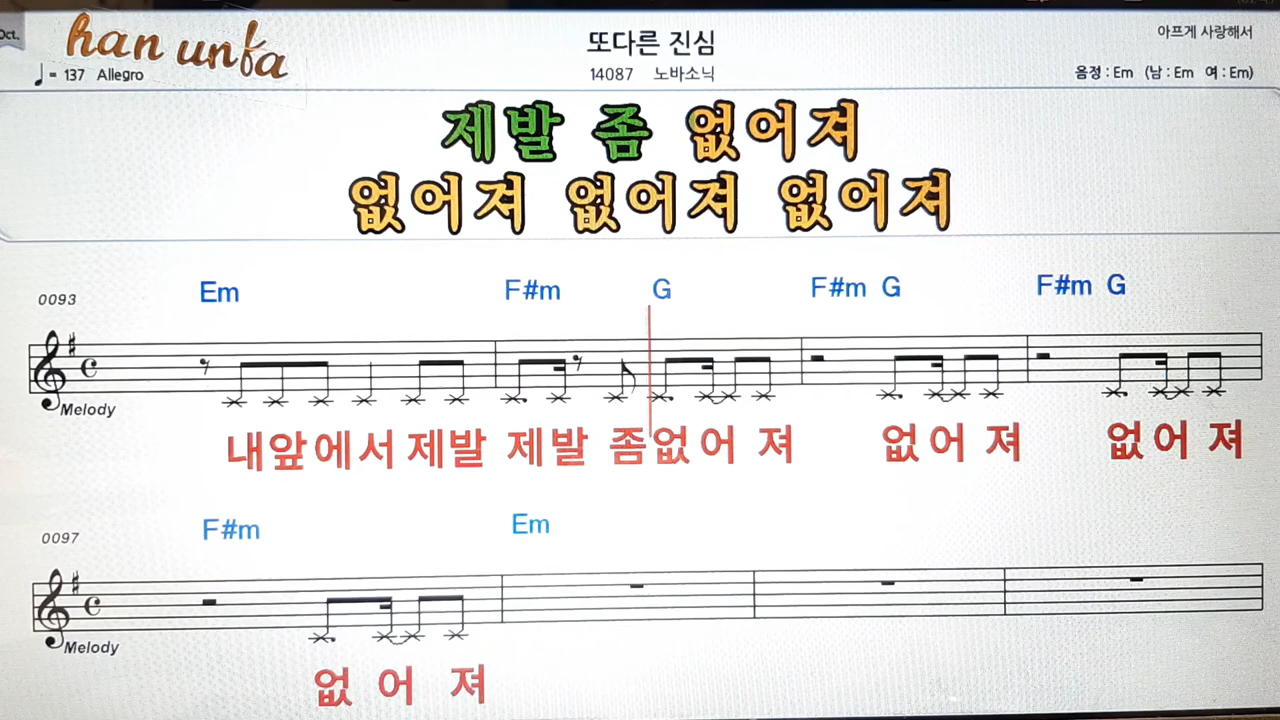 Oct.
han unfa
또다른 진심
아프게 사랑해서
♩ = 137 Allegro
14087 노바소닉
음정 : Em (남 : Em 여 : Em)
제발 좀 없어져
없어져 없어져 없어져
0093
Em F#m G F#m G F#m G
Melody
내앞에서 제발 제발 좀없어 져 없어 져 없어 져
0097
F#m Em
Melody
없 어 져